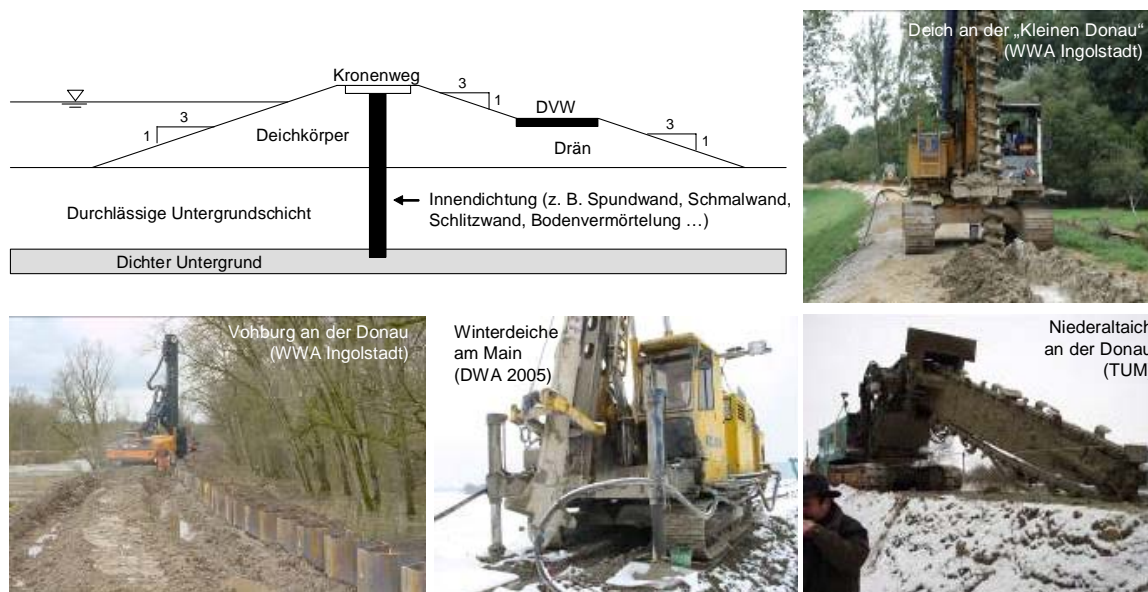 Kronenweg
3
1
DVW
3
1
Deichkörper
Drän
3
1
Innendichtung (z. B. Spundwand, Schmalwand,
Schlitzwand, Bodenvermörtelung ...)
Durchlässige Untergrundschicht
Dichter Untergrund
Deich an der „Kleinen Donau“
(WWA Ingolstadt)
Vohburg an der Donau
(WWA Ingolstadt)
Winterdeiche
am Main
(DWA 2005)
Niederaltaich
an der Donau
(TUM